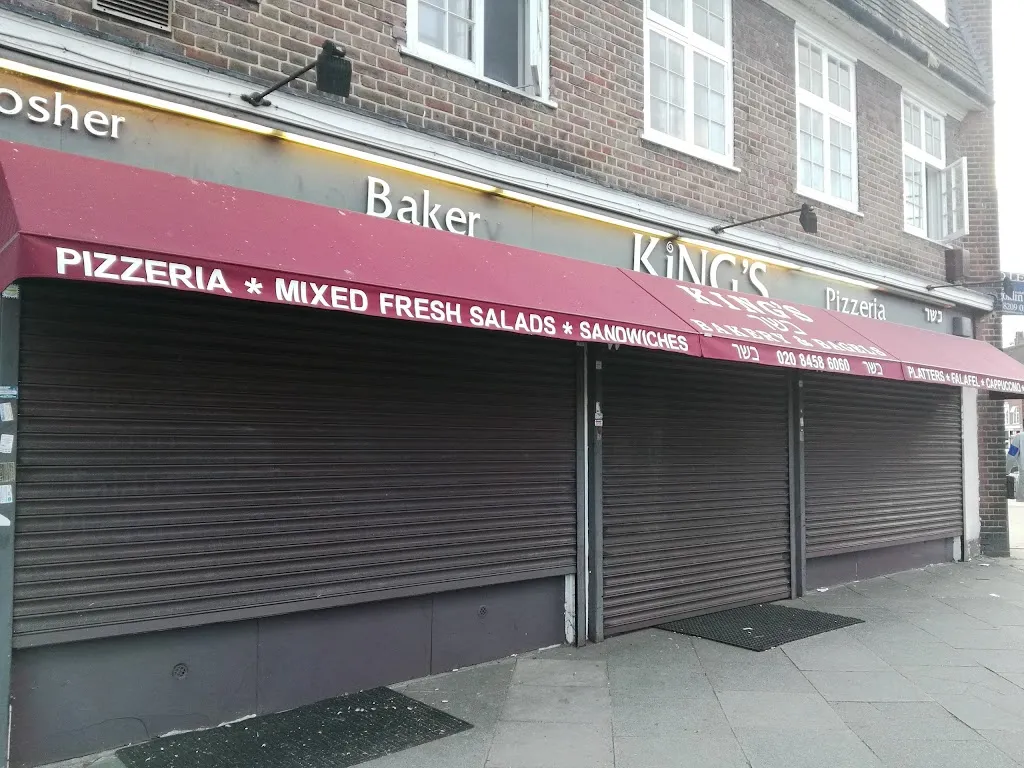 osher
Baker
KiNG'S
Pizzeria
כשר
PIZZERIA * MIXED FRESH SALADS * SANDWICHES
KING'S
כשר
BAKERY & BAGELS
כשר 020 8458 6060 כשר
PLATTERS * FALAFEL * CAPPUCCINO *